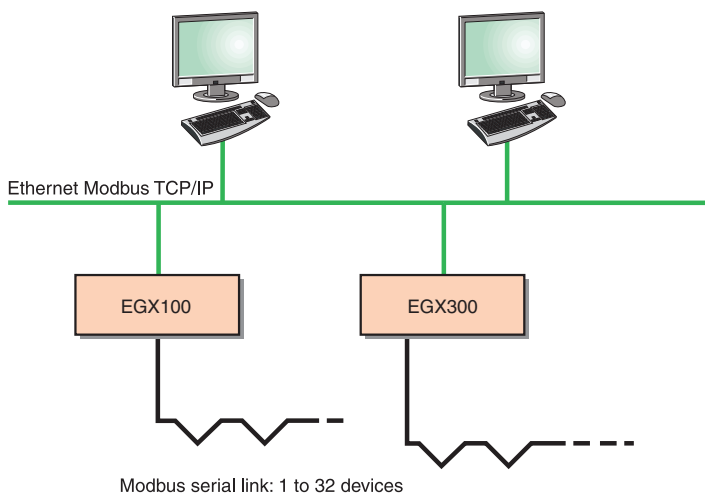 Ethernet Modbus TCP/IP
EGX100
EGX300
Modbus serial link: 1 to 32 devices